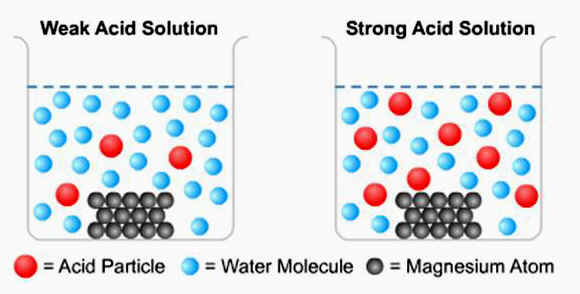 Weak Acid Solution
Strong Acid Solution
= Acid Particle
= Water Molecule
= Magnesium Atom